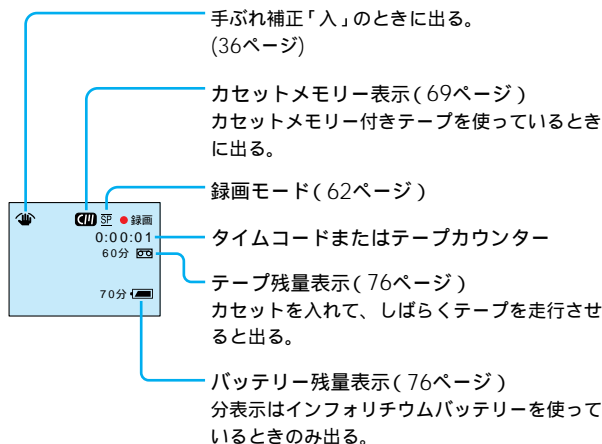 手ぶれ補正「入」のときに出る。
(36ページ)
カセットメモリー表示(69ページ)
カセットメモリー付きテープを使っているとき
に出る。
録画モード(62ページ)
タイムコードまたはテープカウンター
テープ残量表示(76ページ)
カセットを入れて、しばらくテープを走行させ
ると出る。
バッテリー残量表示(76ページ)
分表示はインフォリチウムバッテリーを使って
いるときのみ出る。
CM SP ●録画
0:00:01
60分
70分